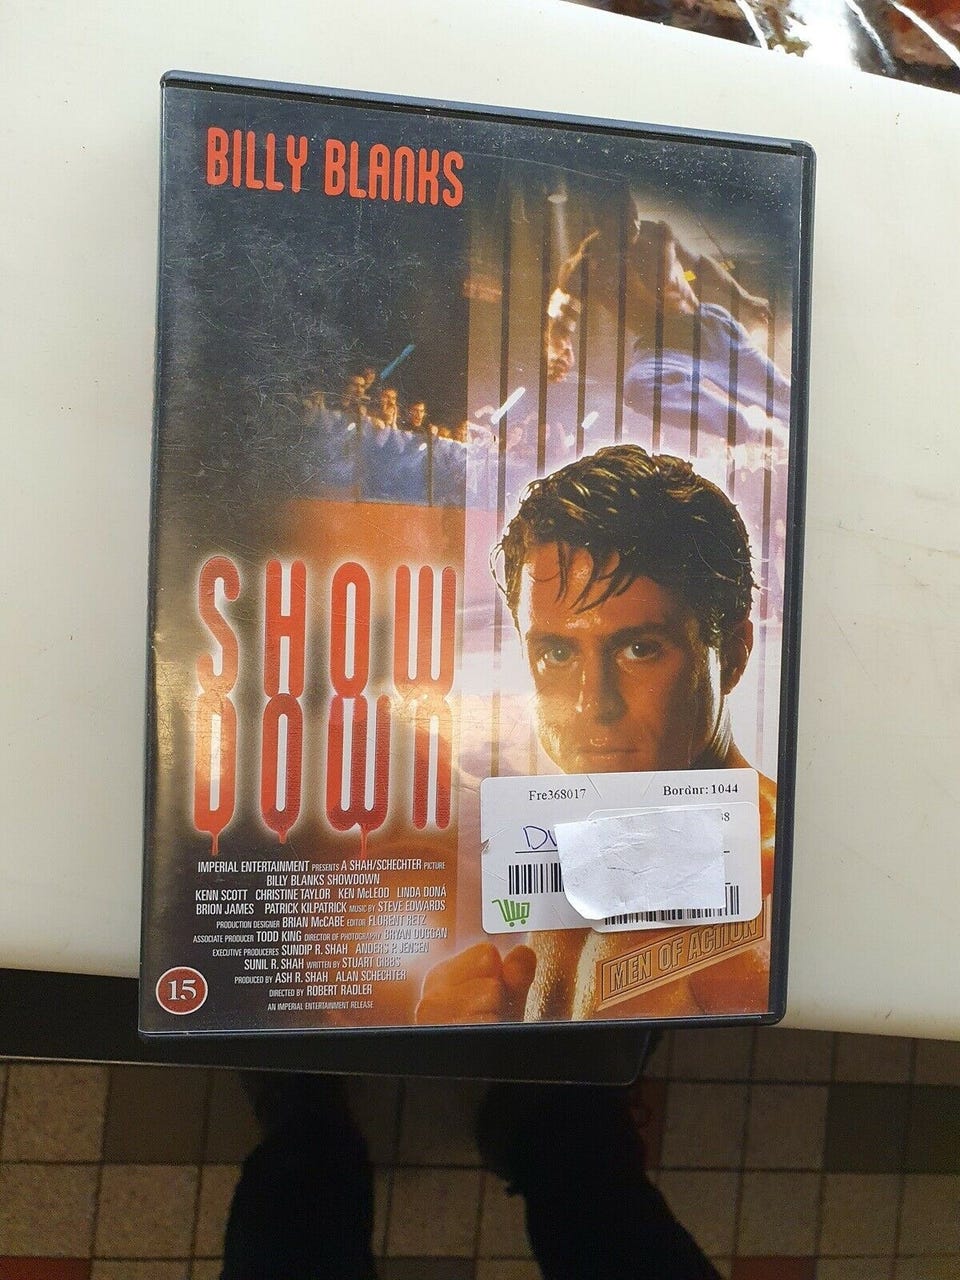 BILLY BLANKS
SHOW
DOWN
Fre368017 Bordnr: 1044
IMPERIAL ENTERTAINMENT PRESENTS A SHAH/SCHECHTER PICTURE
BILLY BLANKS SHOWDOWN
KENN SCOTT CHRISTINE TAYLOR KEN McLEOD LINDA DONÁ
BRION JAMES PATRICK KILPATRICK MUSIC BY STEVE EDWARDS
PRODUCTION DESIGNER BRIAN McCABE EDITOR FLORENT RETZ
ASSOCIATE PRODUCER TODD KING DIRECTOR OF PHOTOGRAPHY BRYAN DUGGAN
EXECUTIVE PRODUCERS SUNDIP R. SHAH ANDERS P. JENSEN
SUNIL R. SHAH WRITTEN BY STUART GIBBS
PRODUCED BY ASH R. SHAH ALAN SCHECHTER
DIRECTED BY ROBERT RADLER
AN IMPERIAL ENTERTAINMENT RELEASE
15
MEN OF ACTION